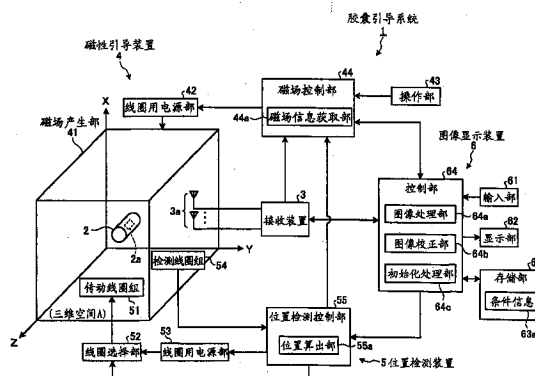 胶囊引导系统
1
磁性引导装置
4
44
43
磁场控制部
操作部
44a
磁场信息获取部
42
线圈用电源部
X
磁场产生部
41
图像显示装置
6
64
61
控制部
输入部
图像处理部
64a
62
显示部
图像校正部
64b
初始化处理部
64c
存储部
条件信息
63a
3a
3
接收装置
2
2a
Y
检测线圈组
54
传动线圈组
51
(三维空间A)
Z
55
位置检测控制部
位置算出部
55a
52
线圈选择部
53
线圈用电源部
5 位置检测装置